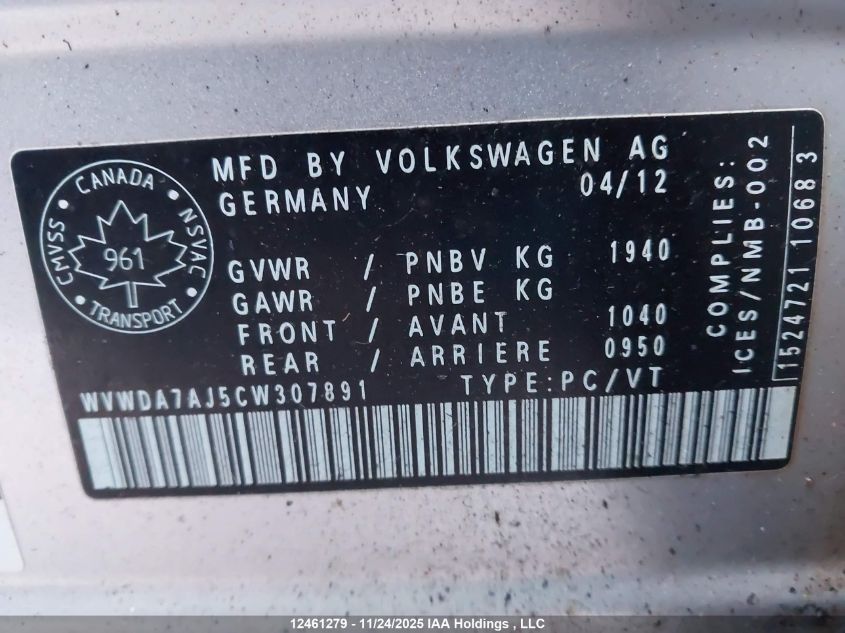 CANADA
CMVSS
NSVAC
961
TRANSPORT
MFD BY VOLKSWAGEN AG
GERMANY 04/12
GVWR / PNBV KG 1940
GAWR / PNBE KG
FRONT / AVANT 1040
REAR / ARRIERE 0950
WVWDA7AJ5CW307891 TYPE:PC/VT
COMPLIES:
ICES/NMB-002
1524721 10683
12461279 - 11/24/2025 IAA Holdings , LLC